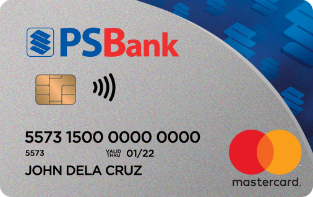 PSBank
5573 1500 0000 0000
5573 VALID THRU 01/22
JOHN DELA CRUZ
mastercard.